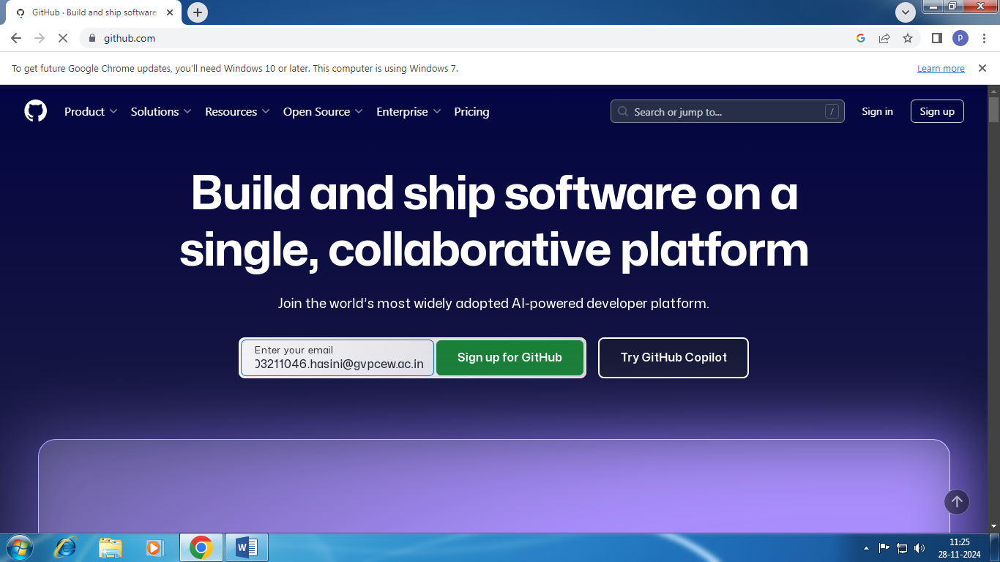 GitHub · Build and ship software
github.com
P
To get future Google Chrome updates, you'll need Windows 10 or later. This computer is using Windows 7.
Learn more
Product
Solutions
Resources
Open Source
Enterprise
Pricing
Search or jump to...
/
Sign in
Sign up
Build and ship software on a
single, collaborative platform
Join the world's most widely adopted AI-powered developer platform.
Enter your email
03211046.hasini@gvpcew.ac.in
Sign up for GitHub
Try GitHub Copilot
W
11:25
28-11-2024